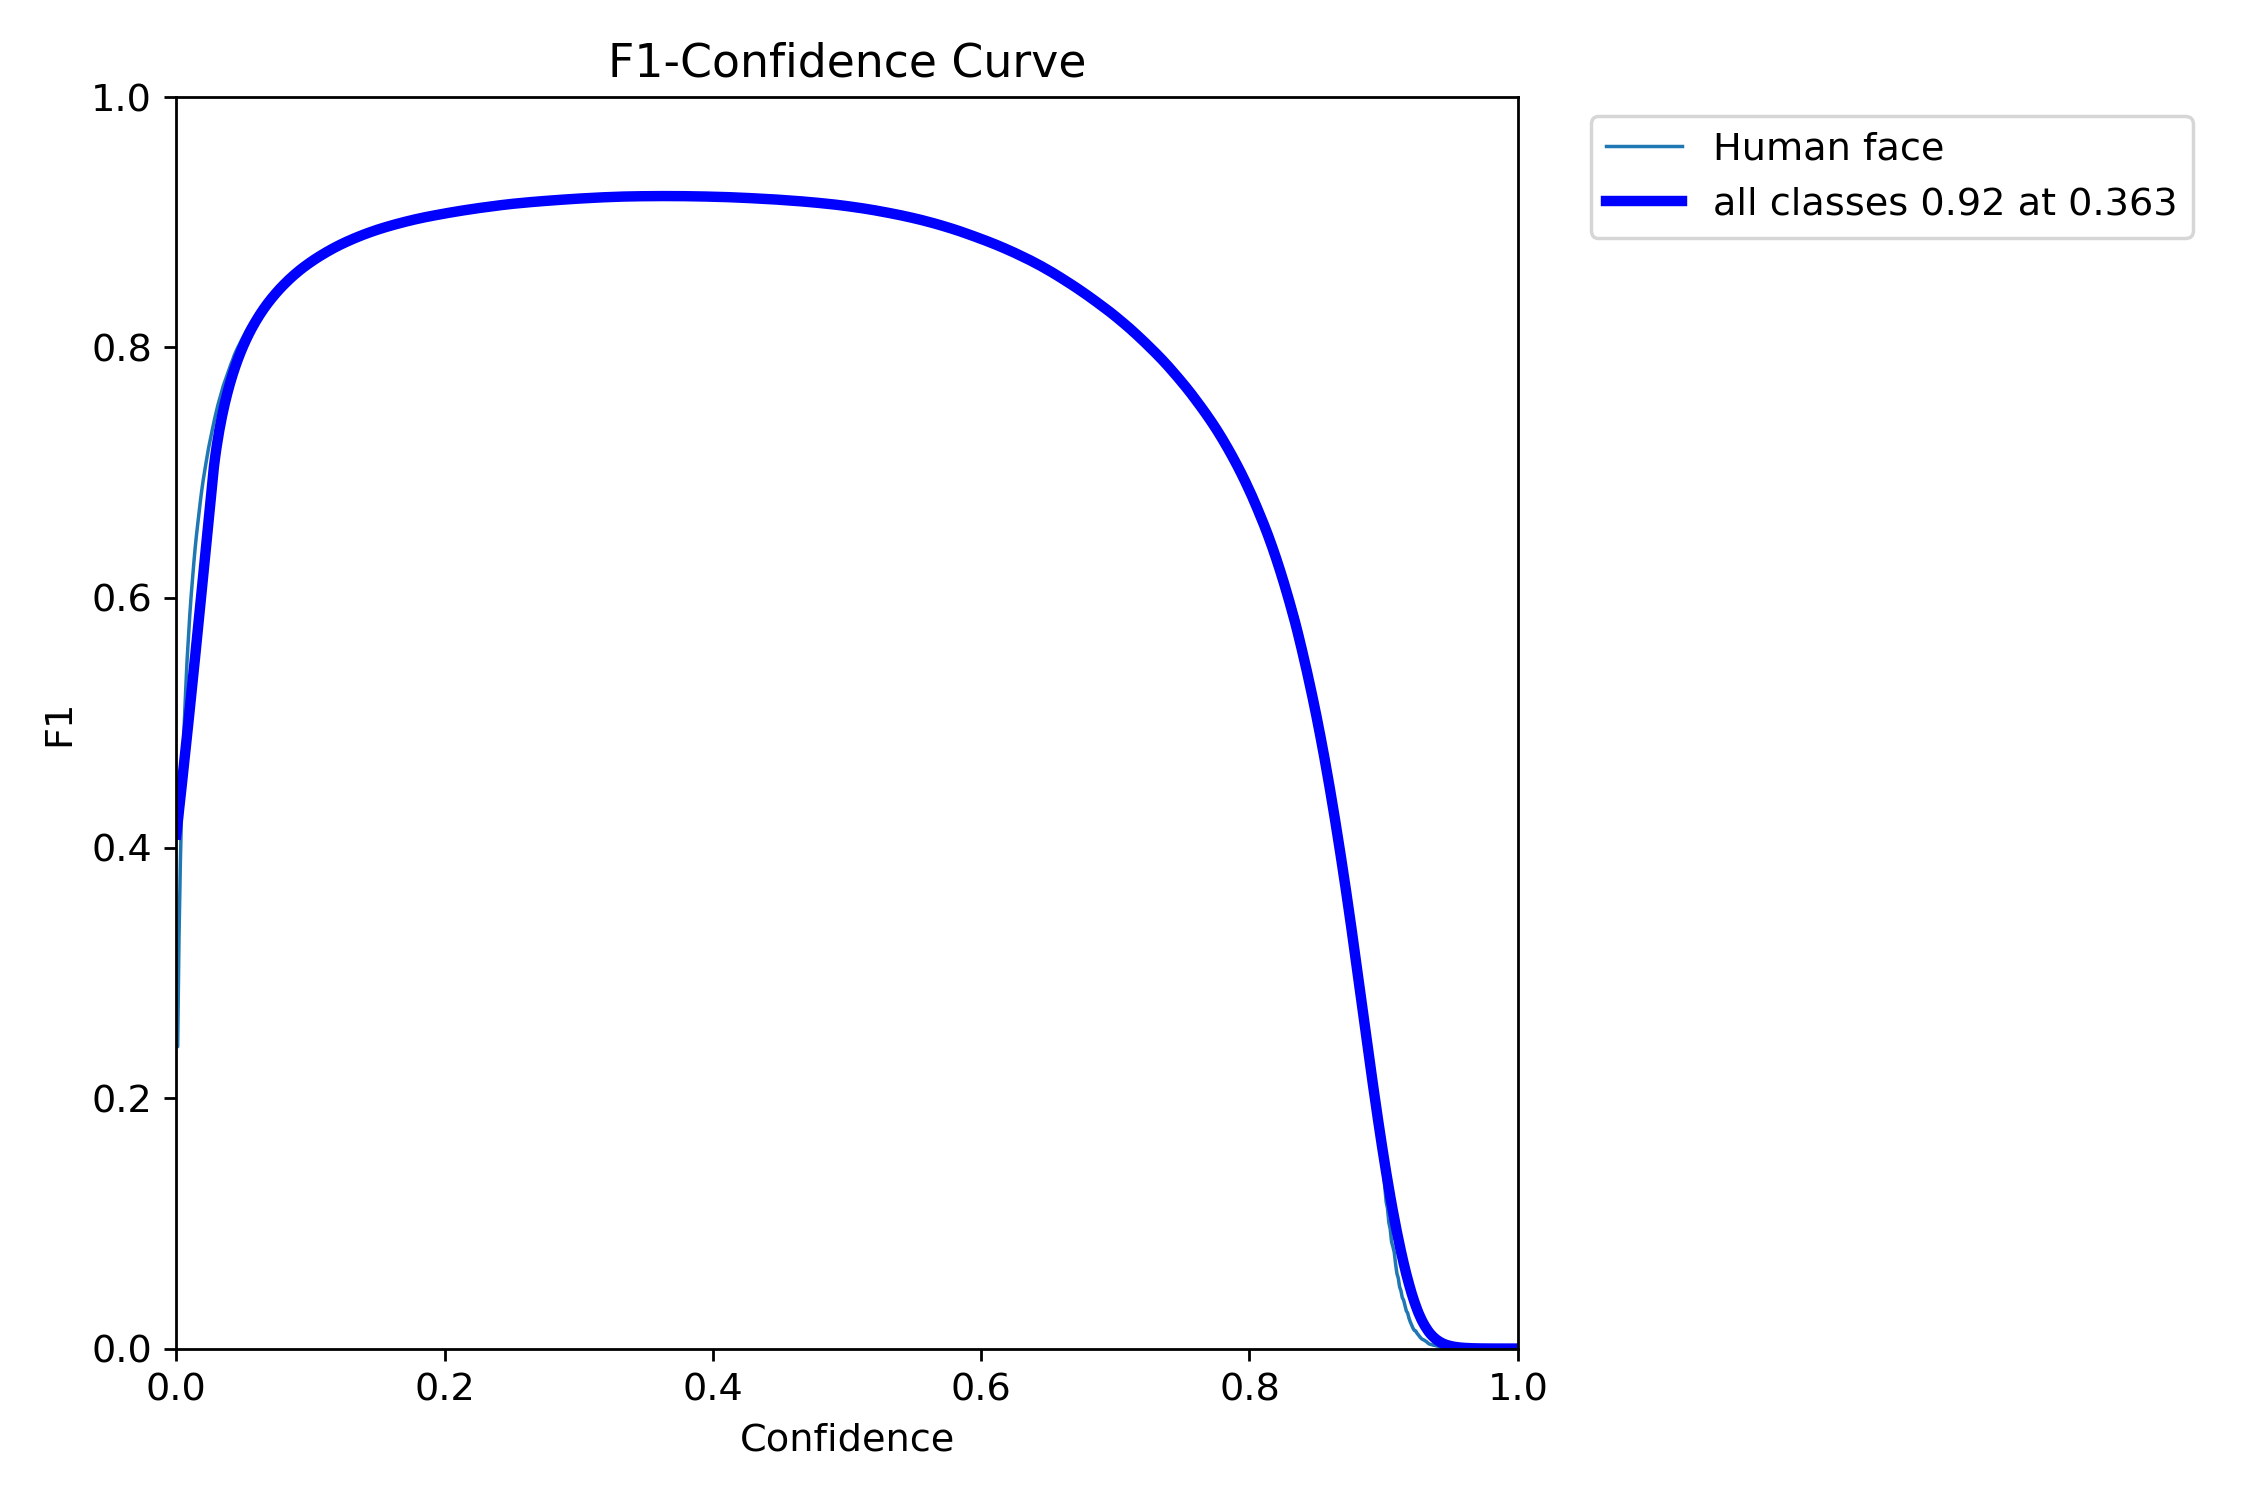 F1-Confidence Curve
1.0
0.8
0.6
0.4
0.2
0.0
F1
0.0 0.2 0.4 0.6 0.8 1.0
Confidence
Human face
all classes 0.92 at 0.363